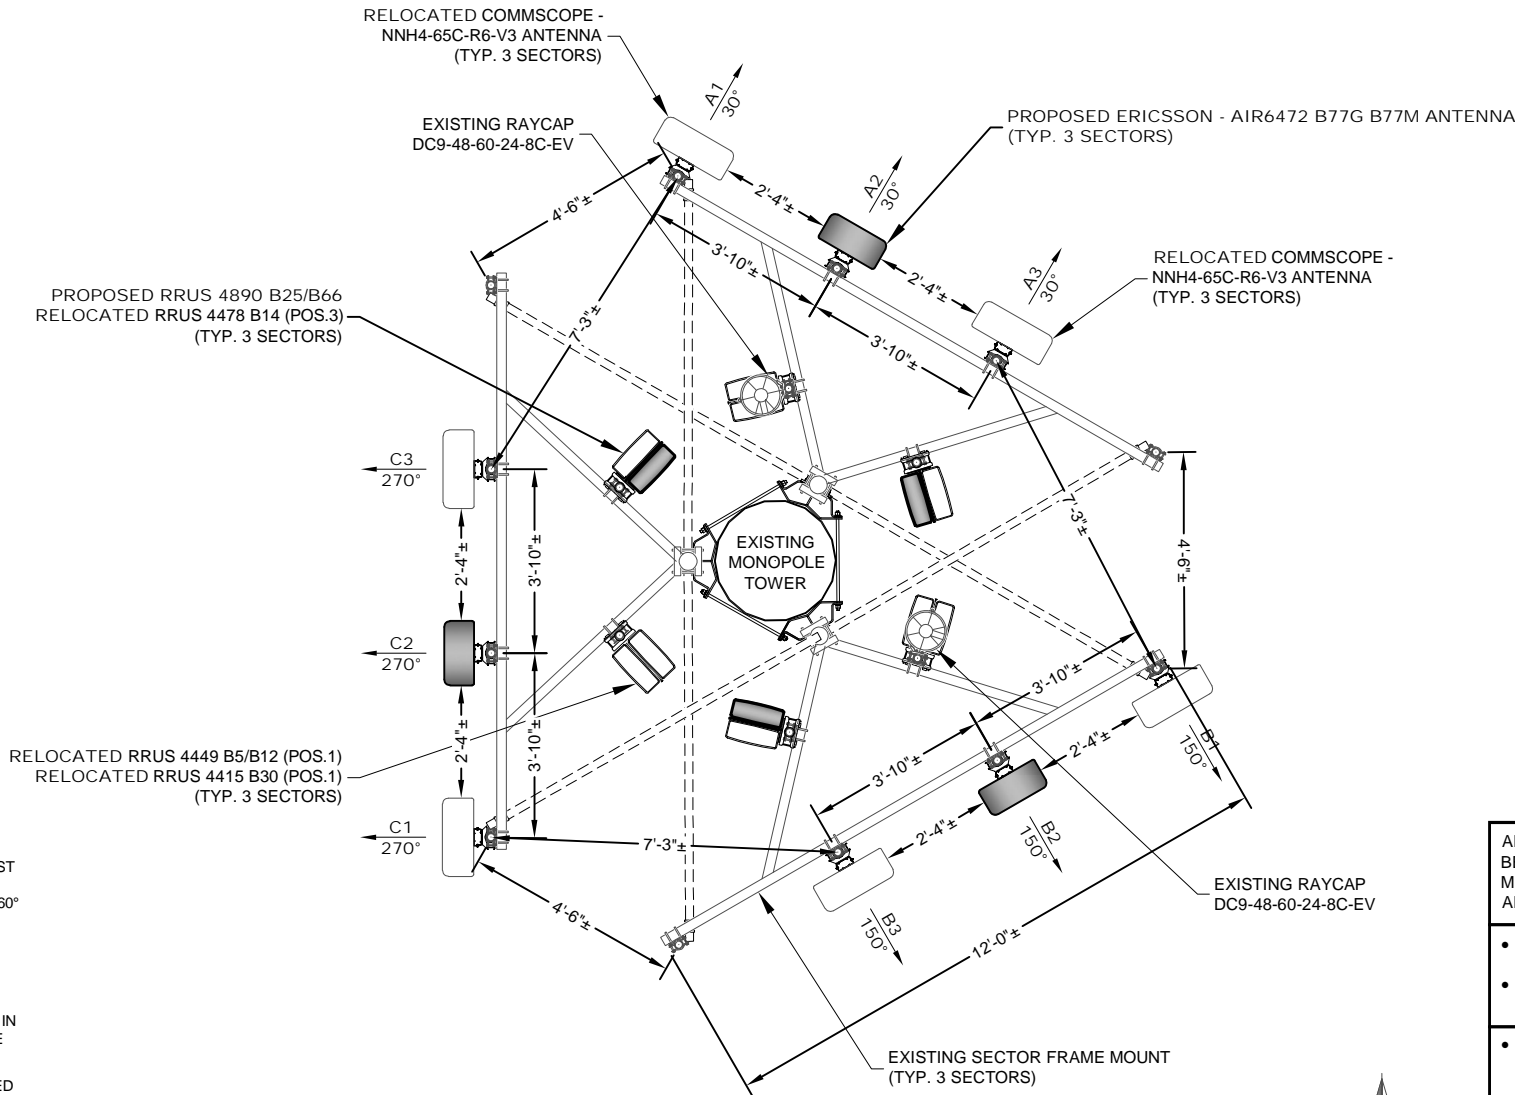 RELOCATED COMMSCOPE -
NNH4-65C-R6-V3 ANTENNA
(TYP. 3 SECTORS)
A1
30°
EXISTING RAYCAP
DC9-48-60-24-8C-EV
PROPOSED ERICSSON - AIR6472 B77G B77M ANTENNA
(TYP. 3 SECTORS)
A2
30°
4'-6"±
2'-4"±
3'-10"±
2'-4"±
A3
30°
RELOCATED COMMSCOPE -
NNH4-65C-R6-V3 ANTENNA
(TYP. 3 SECTORS)
PROPOSED RRUS 4890 B25/B66
RELOCATED RRUS 4478 B14 (POS.3)
(TYP. 3 SECTORS)
7'-3"±
3'-10"±
C3
270°
2'-4"±
3'-10"±
7'-3"±
4'-6"±
EXISTING
MONOPOLE
TOWER
C2
270°
2'-4"±
3'-10"±
RELOCATED RRUS 4449 B5/B12 (POS.1)
RELOCATED RRUS 4415 B30 (POS.1)
(TYP. 3 SECTORS)
C1
270°
7'-3"±
4'-6"±
3'-10"±
3'-10"±
2'-4"±
B1
150°
2'-4"±
B2
150°
B3
150°
12'-0"±
EXISTING RAYCAP
DC9-48-60-24-8C-EV
EXISTING SECTOR FRAME MOUNT
(TYP. 3 SECTORS)
ST
60°
IN
E
ED